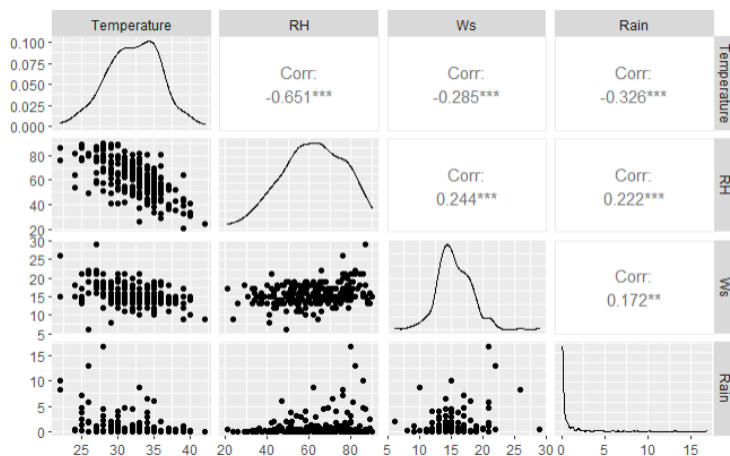 Temperature RH Ws Rain
0.100
0.075
0.050
0.025
0.000
Corr:
-0.651***
Corr:
-0.285***
Corr:
-0.326***
Temperature
80
60
40
20
Corr:
0.244***
Corr:
0.222***
RH
30
25
20
15
10
5
Corr:
0.172**
Ws
15
10
5
0
Rain
25 30 35 40 20 40 60 80 5 10 15 20 25 30 0 5 10 15